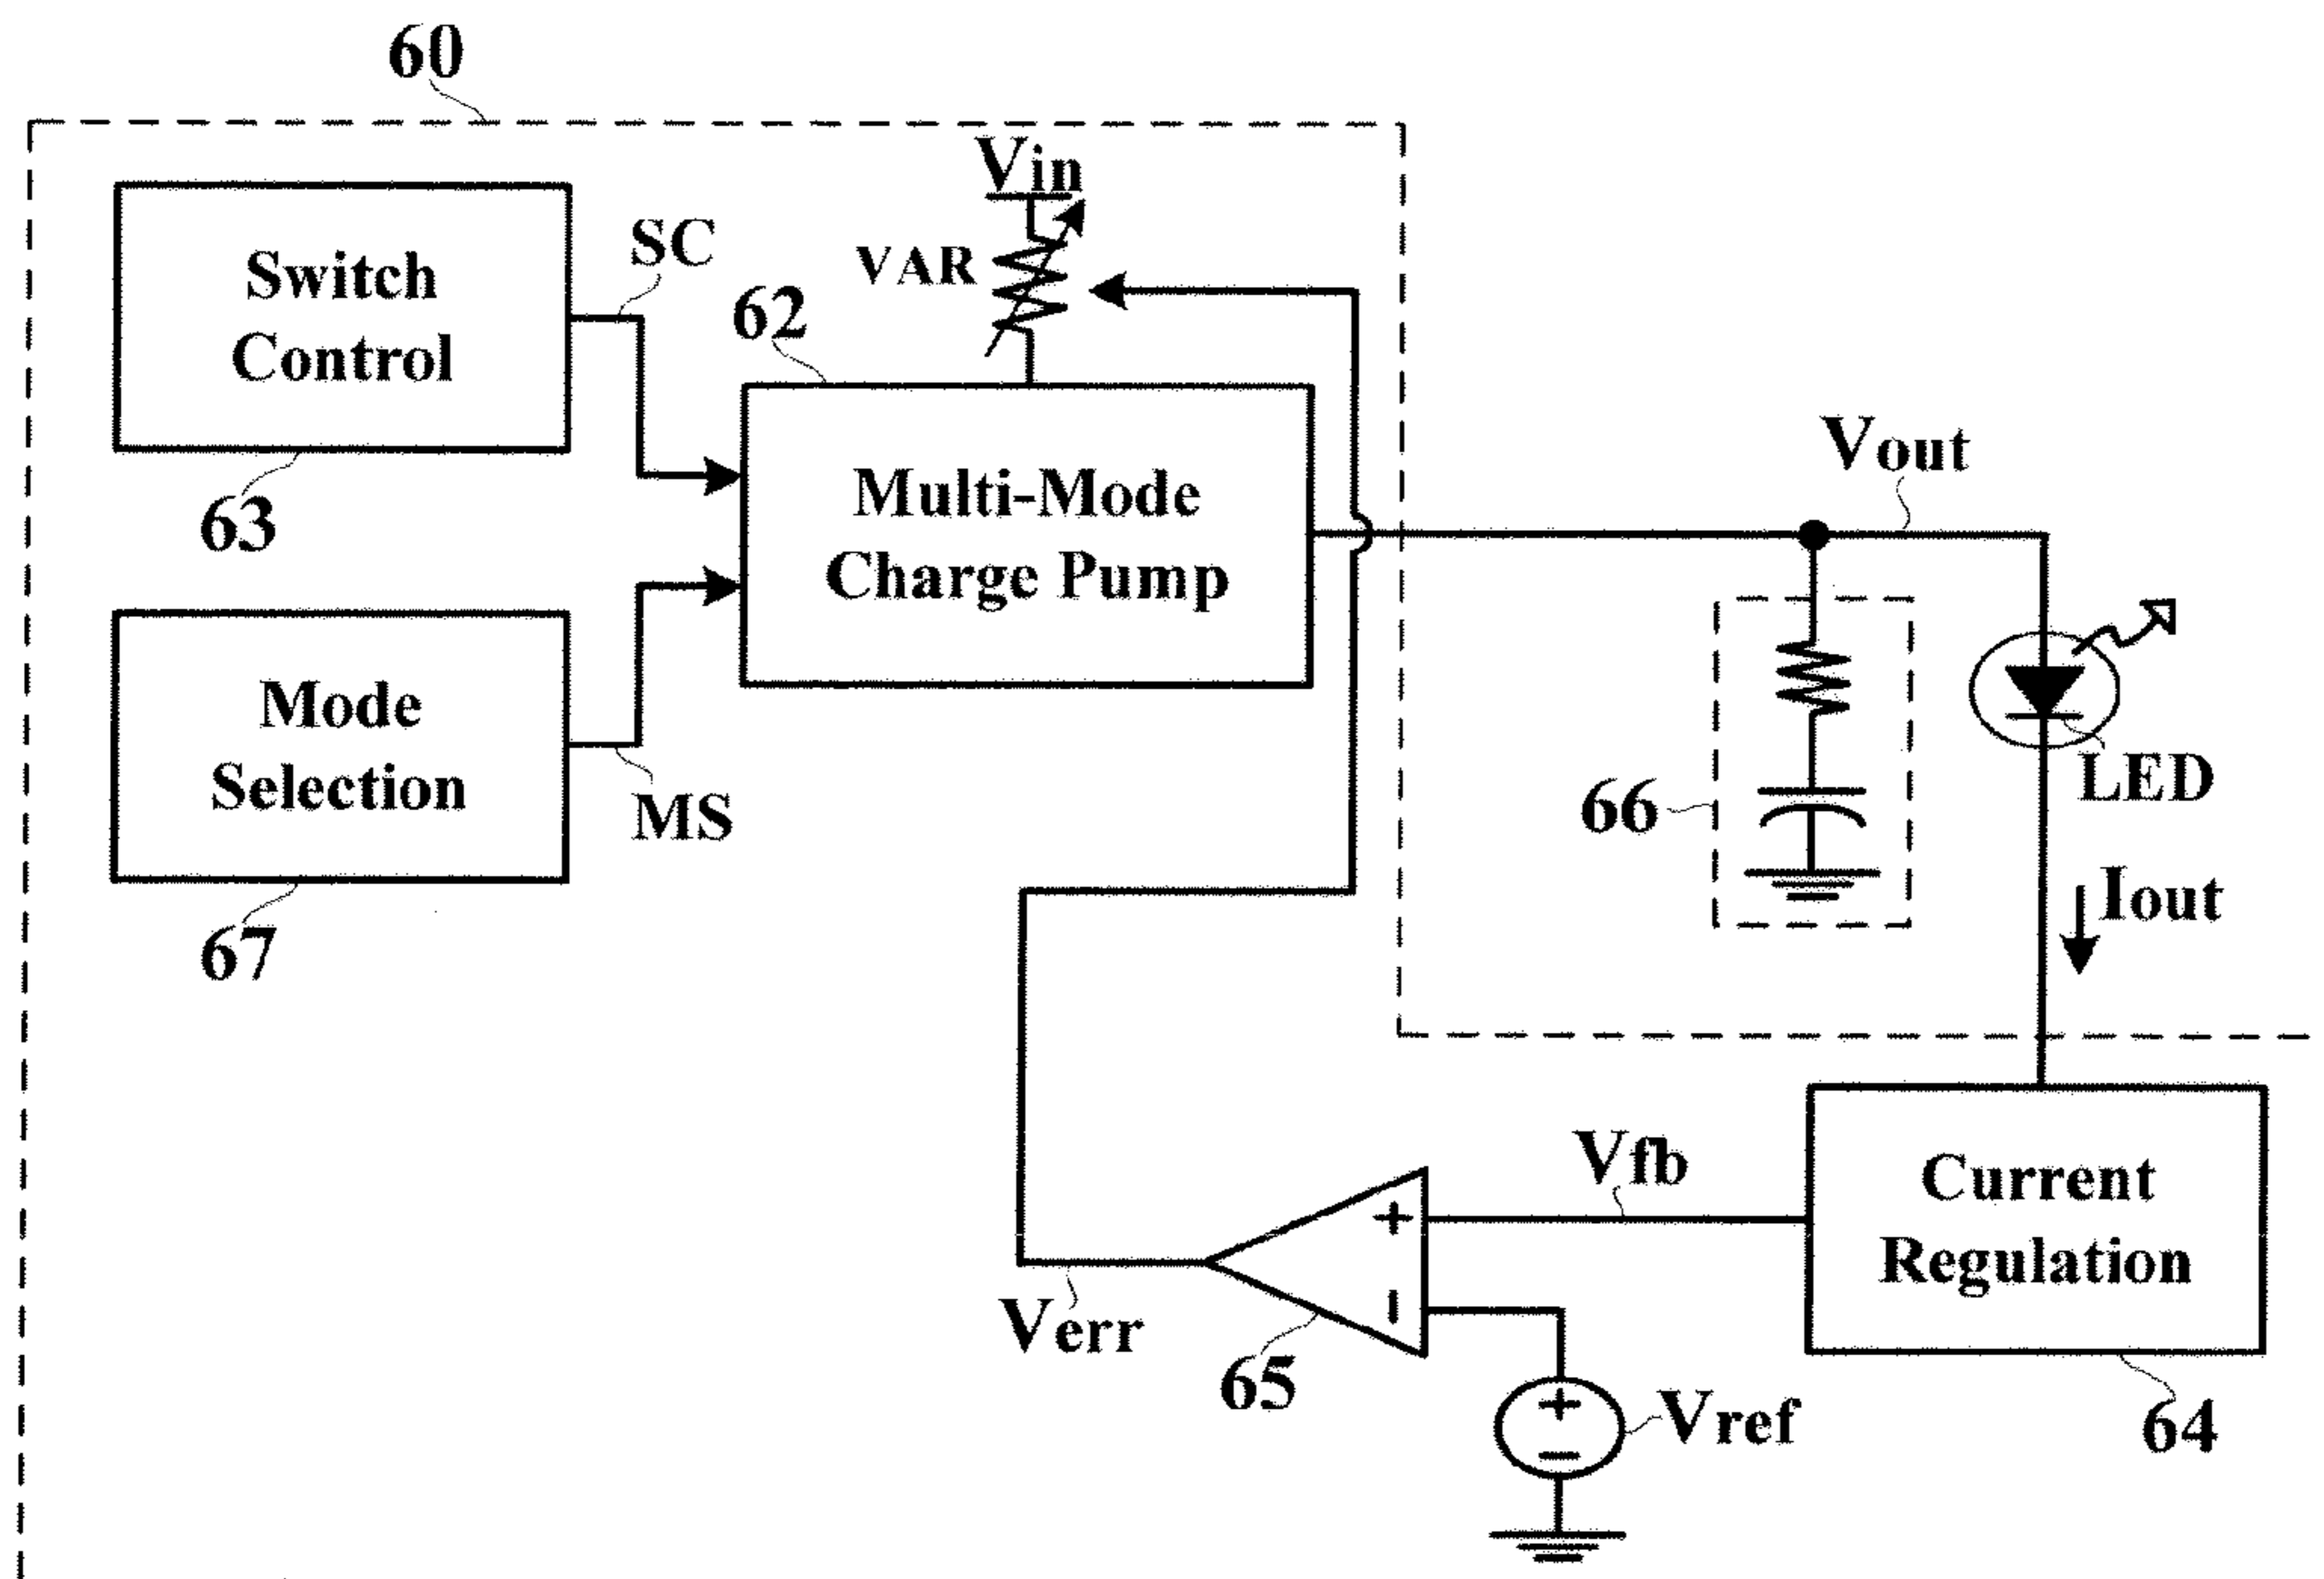 60
Vin
VAR
Switch
Control
SC
62
63
Multi-Mode
Charge Pump
Vout
Mode
Selection
MS
67
66
LED
Iout
Vfb
Current
Regulation
+
−
Verr
65
+
−
Vref
64